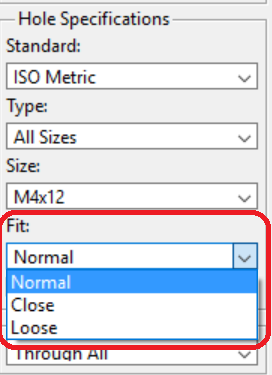 Hole Specifications
Standard:
ISO Metric
Type:
All Sizes
Size:
M4x12
Fit:
Normal
Normal
Close
Loose
Through All